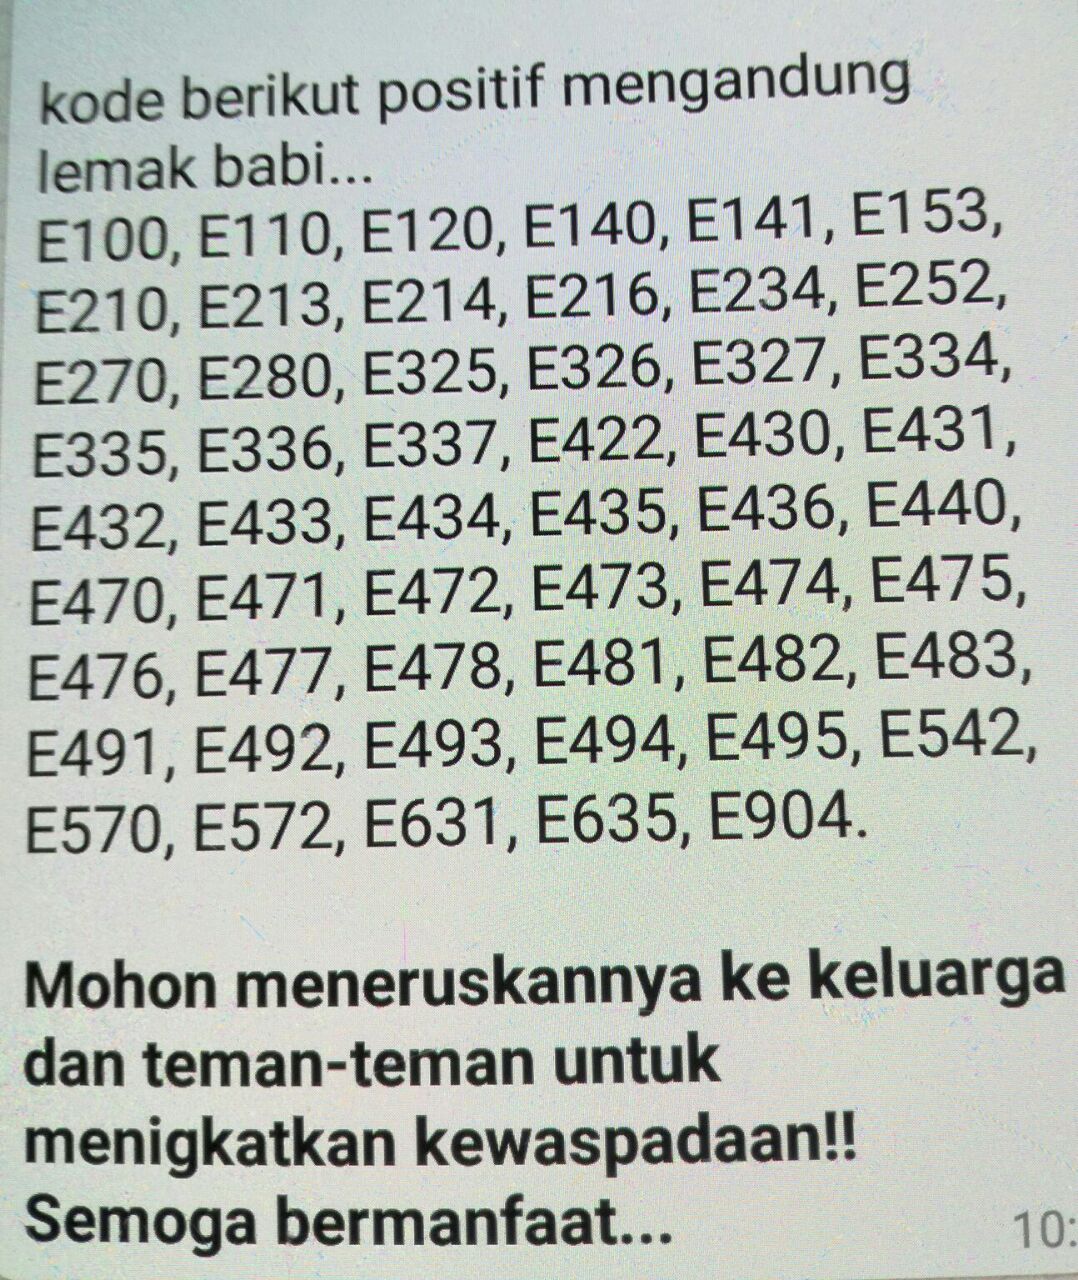 kode berikut positif mengandung
lemak babi...
E100, E110, E120, E140, E141, E153,
E210, E213, E214, E216, E234, E252,
E270, E280, E325, E326, E327, E334,
E335, E336, E337, E422, E430, E431,
E432, E433, E434, E435, E436, E440,
E470, E471, E472, E473, E474, E475,
E476, E477, E478, E481, E482, E483,
E491, E492, E493, E494, E495, E542,
E570, E572, E631, E635, E904.
Mohon meneruskannya ke keluarga
dan teman-teman untuk
menigkatkan kewaspadaan!!
Semoga bermanfaat...
10: